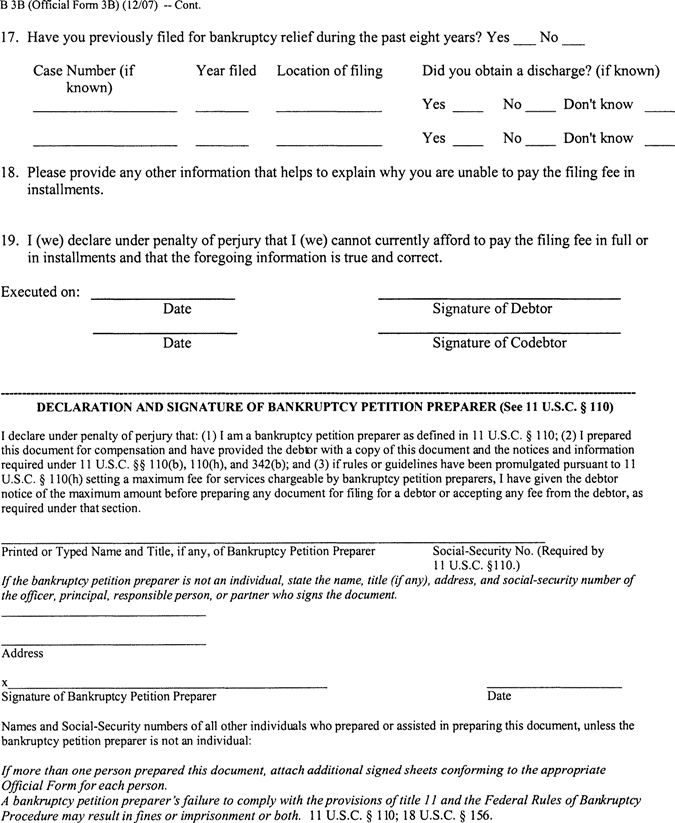 B 3B (Official Form 3B) (12/07) -- Cont.
17. Have you previously filed for bankruptcy relief during the past eight years? Yes ___ No ___
Case Number (if known) Year filed Location of filing Did you obtain a discharge? (if known)
____________________ ________ _______________ Yes ____ No ____ Don't know ____
____________________ ________ _______________ Yes ____ No ____ Don't know ____
18. Please provide any other information that helps to explain why you are unable to pay the filing fee in
installments.
19. I (we) declare under penalty of perjury that I (we) cannot currently afford to pay the filing fee in full or
in installments and that the foregoing information is true and correct.
Executed on: ____________________ ________________________________
Date Signature of Debtor
____________________ ________________________________
Date Signature of Codebtor
--------------------------------------------------------------------------------
DECLARATION AND SIGNATURE OF BANKRUPTCY PETITION PREPARER (See 11 U.S.C. § 110)
I declare under penalty of perjury that: (1) I am a bankruptcy petition preparer as defined in 11 U.S.C. § 110; (2) I prepared
this document for compensation and have provided the debtor with a copy of this document and the notices and information
required under 11 U.S.C. §§ 110(b), 110(h), and 342(b); and (3) if rules or guidelines have been promulgated pursuant to 11
U.S.C. § 110(h) setting a maximum fee for services chargeable by bankruptcy petition preparers, I have given the debtor
notice of the maximum amount before preparing any document for filing for a debtor or accepting any fee from the debtor, as
required under that section.
________________________________________________________________
Printed or Typed Name and Title, if any, of Bankruptcy Petition Preparer Social-Security No. (Required by
11 U.S.C. §110.)
If the bankruptcy petition preparer is not an individual, state the name, title (if any), address, and social-security number of
the officer, principal, responsible person, or partner who signs the document.
____________________________
____________________________
Address
x____________________________________________ ____________________
Signature of Bankruptcy Petition Preparer Date
Names and Social-Security numbers of all other individuals who prepared or assisted in preparing this document, unless the
bankruptcy petition preparer is not an individual:
If more than one person prepared this document, attach additional signed sheets conforming to the appropriate
Official Form for each person.
A bankruptcy petition preparer's failure to comply with the provisions of title 11 and the Federal Rules of Bankruptcy
Procedure may result in fines or imprisonment or both. 11 U.S.C. § 110; 18 U.S.C. § 156.